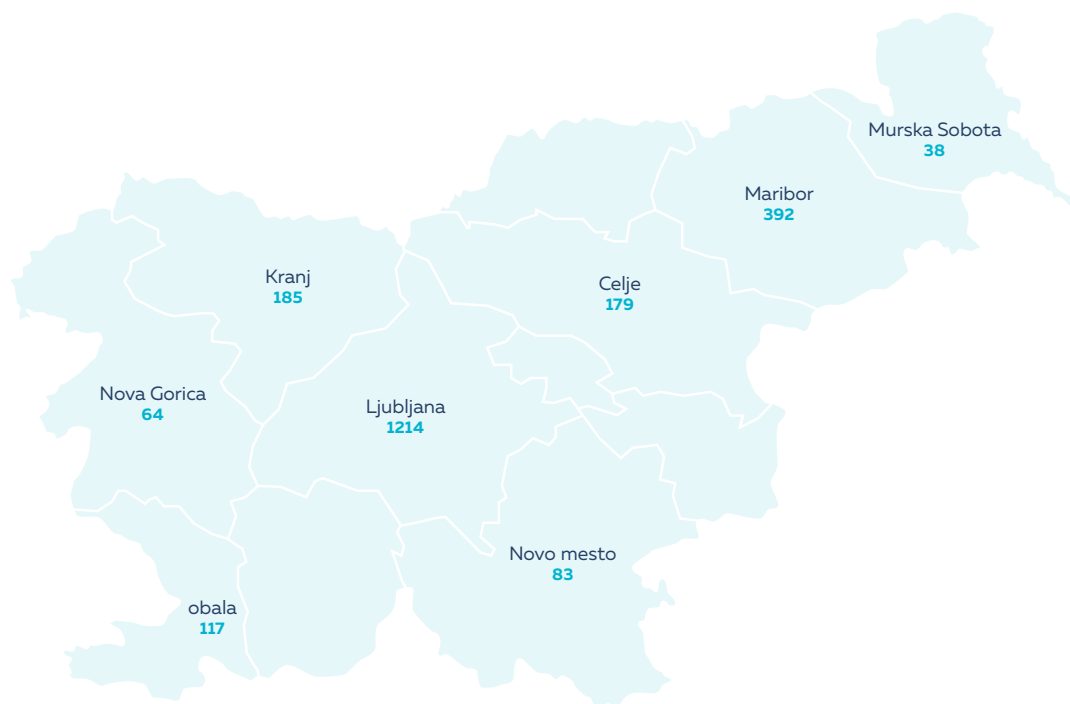 Murska Sobota
38
Maribor
392
Kranj
185
Celje
179
Nova Gorica
64
Ljubljana
1214
Novo mesto
83
obala
117